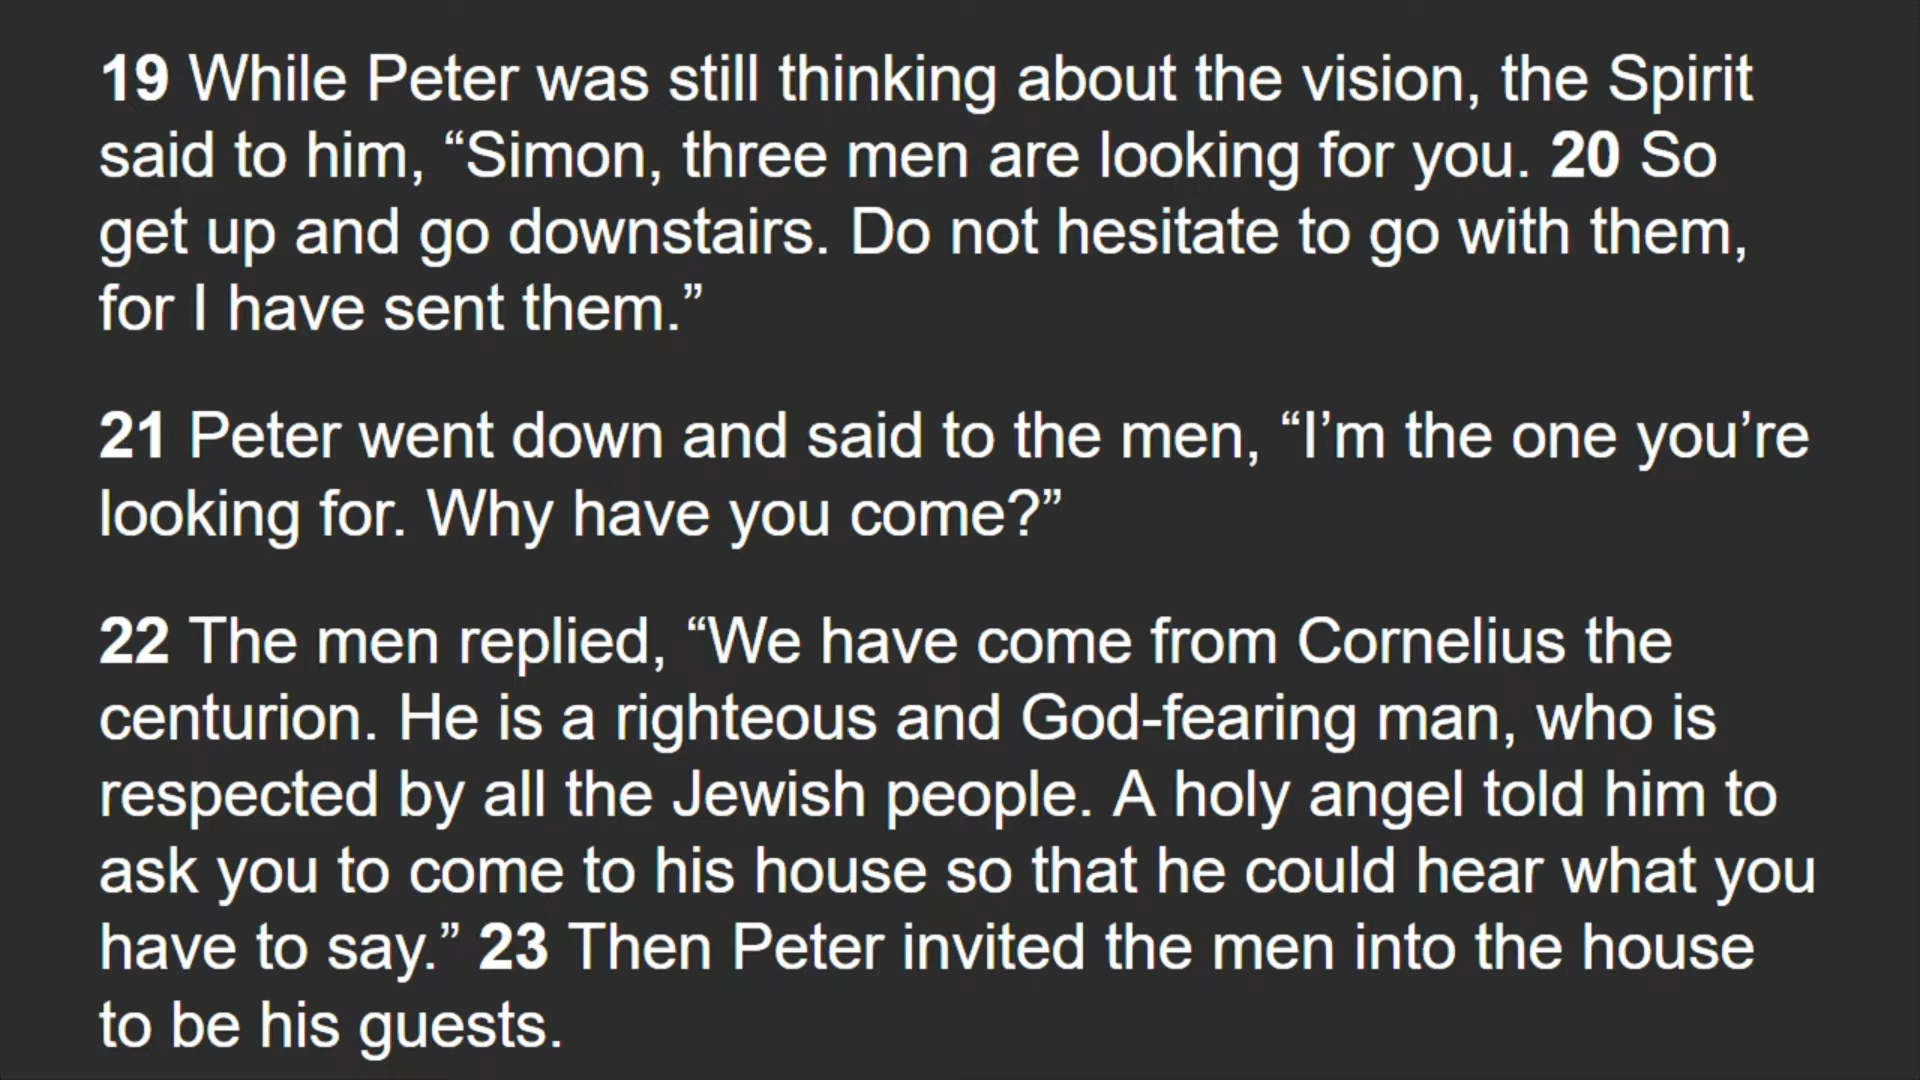 19 While Peter was still thinking about the vision, the Spirit
said to him, “Simon, three men are looking for you. 20 So
get up and go downstairs. Do not hesitate to go with them,
for I have sent them.”
21 Peter went down and said to the men, “I’m the one you’re
looking for. Why have you come?”
22 The men replied, “We have come from Cornelius the
centurion. He is a righteous and God-fearing man, who is
respected by all the Jewish people. A holy angel told him to
ask you to come to his house so that he could hear what you
have to say.” 23 Then Peter invited the men into the house
to be his guests.